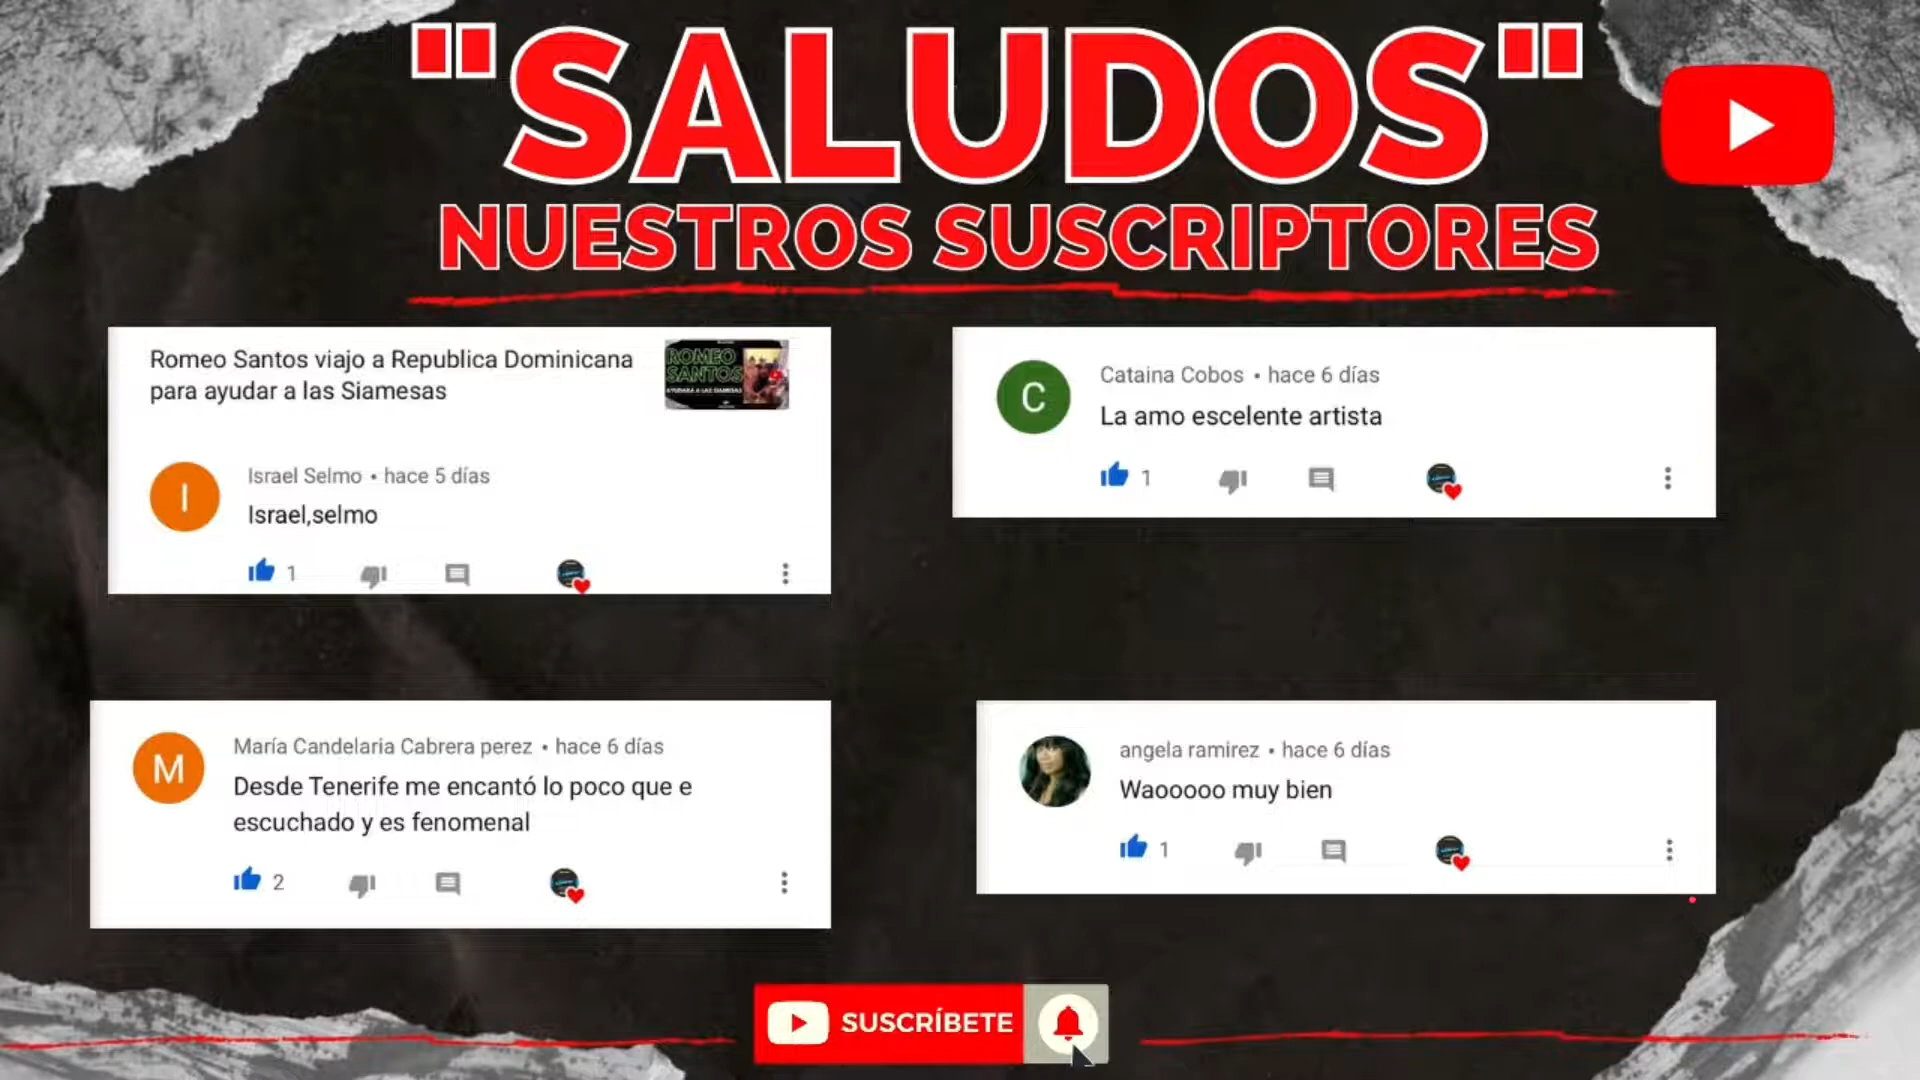 "SALUDOS"
NUESTROS SUSCRIPTORES
Romeo Santos viajo a Republica Dominicana
para ayudar a las Siamesas
ROMEO
SANTOS
AYUDARA A LAS SIAMESAS
I
Israel Selmo • hace 5 días
Israel,selmo
1
C
Cataina Cobos • hace 6 días
La amo escelente artista
1
M
María Candelaria Cabrera perez • hace 6 días
Desde Tenerife me encantó lo poco que e
escuchado y es fenomenal
2
angela ramirez • hace 6 días
Waooooo muy bien
1
SUSCRÍBETE